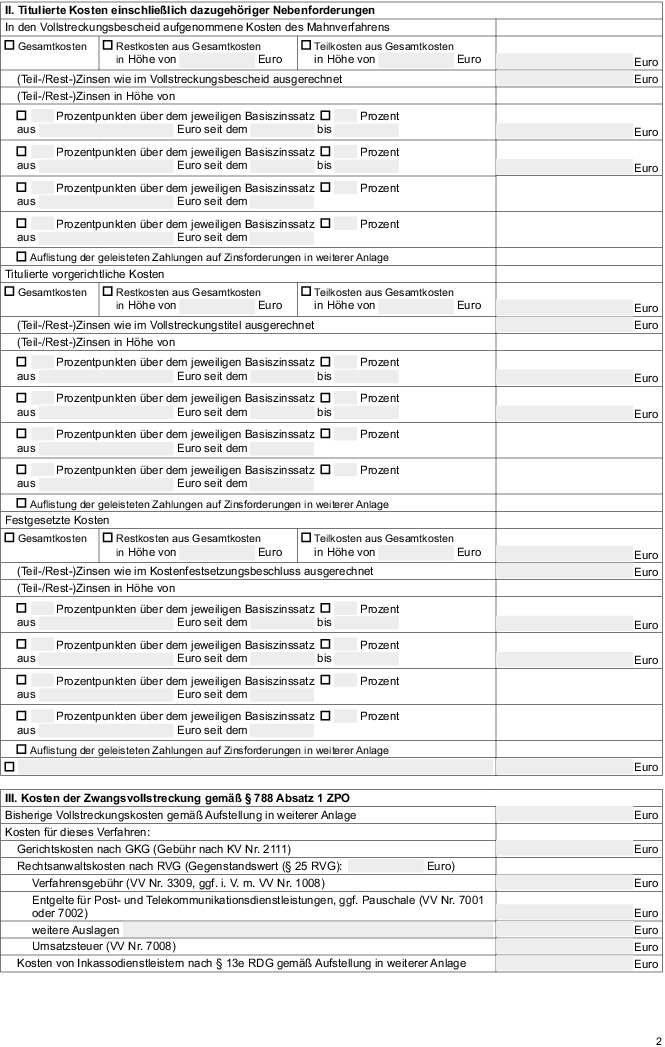 II. Titulierte Kosten einschließlich dazugehöriger Nebenforderungen
In den Vollstreckungsbescheid aufgenommene Kosten des Mahnverfahrens
Gesamtkosten Restkosten aus Gesamtkosten Teilkosten aus Gesamtkosten
in Höhe von Euro in Höhe von Euro Euro
(Teil-/Rest-)Zinsen wie im Vollstreckungsbescheid ausgerechnet Euro
(Teil-/Rest-)Zinsen in Höhe von
Prozentpunkten über dem jeweiligen Basiszinssatz Prozent
aus Euro seit dem bis Euro
Prozentpunkten über dem jeweiligen Basiszinssatz Prozent
aus Euro seit dem bis Euro
Prozentpunkten über dem jeweiligen Basiszinssatz Prozent
aus Euro seit dem
Prozentpunkten über dem jeweiligen Basiszinssatz Prozent
aus Euro seit dem
Auflistung der geleisteten Zahlungen auf Zinsforderungen in weiterer Anlage
Titulierte vorgerichtliche Kosten
Gesamtkosten Restkosten aus Gesamtkosten Teilkosten aus Gesamtkosten
in Höhe von Euro in Höhe von Euro Euro
(Teil-/Rest-)Zinsen wie im Vollstreckungstitel ausgerechnet Euro
(Teil-/Rest-)Zinsen in Höhe von
Prozentpunkten über dem jeweiligen Basiszinssatz Prozent
aus Euro seit dem bis Euro
Prozentpunkten über dem jeweiligen Basiszinssatz Prozent
aus Euro seit dem bis Euro
Prozentpunkten über dem jeweiligen Basiszinssatz Prozent
aus Euro seit dem
Prozentpunkten über dem jeweiligen Basiszinssatz Prozent
aus Euro seit dem
Auflistung der geleisteten Zahlungen auf Zinsforderungen in weiterer Anlage
Festgesetzte Kosten
Gesamtkosten Restkosten aus Gesamtkosten Teilkosten aus Gesamtkosten
in Höhe von Euro in Höhe von Euro Euro
(Teil-/Rest-)Zinsen wie im Kostenfestsetzungsbeschluss ausgerechnet Euro
(Teil-/Rest-)Zinsen in Höhe von
Prozentpunkten über dem jeweiligen Basiszinssatz Prozent
aus Euro seit dem bis Euro
Prozentpunkten über dem jeweiligen Basiszinssatz Prozent
aus Euro seit dem bis Euro
Prozentpunkten über dem jeweiligen Basiszinssatz Prozent
aus Euro seit dem
Prozentpunkten über dem jeweiligen Basiszinssatz Prozent
aus Euro seit dem
Auflistung der geleisteten Zahlungen auf Zinsforderungen in weiterer Anlage
Euro
III. Kosten der Zwangsvollstreckung gemäß § 788 Absatz 1 ZPO
Bisherige Vollstreckungskosten gemäß Aufstellung in weiterer Anlage Euro
Kosten für dieses Verfahren:
Gerichtskosten nach GKG (Gebühr nach KV Nr. 2111) Euro
Rechtsanwaltskosten nach RVG (Gegenstandswert (§ 25 RVG): Euro)
Verfahrensgebühr (VV Nr. 3309, ggf. i. V. m. VV Nr. 1008) Euro
Entgelte für Post- und Telekommunikationsdienstleistungen, ggf. Pauschale (VV Nr. 7001
oder 7002) Euro
weitere Auslagen Euro
Umsatzsteuer (VV Nr. 7008) Euro
Kosten von Inkassodienstleistern nach § 13e RDG gemäß Aufstellung in weiterer Anlage Euro
2